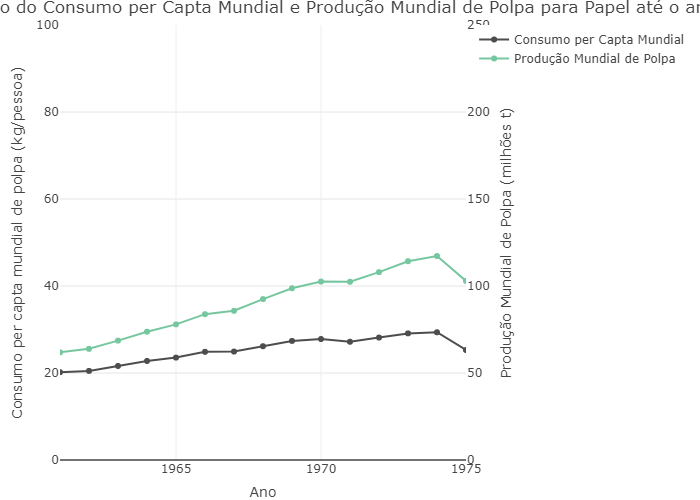 o do Consumo per Capta Mundial e Produção Mundial de Polpa para Papel até o a
100
80
60
40
20
0
Consumo per capta mundial de polpa (kg/pessoa)
250
200
150
100
50
0
Produção Mundial de Polpa (milhões t)
Consumo per Capta Mundial
Produção Mundial de Polpa
1965
1970
1975
Ano